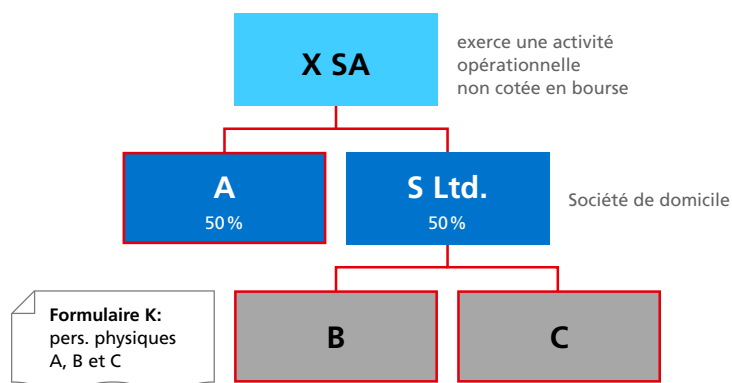 X SA
exerce une activité
opérationnelle
non cotée en bourse
A
50 %
S Ltd.
50 %
Société de domicile
Formulaire K:
pers. physiques
A, B et C
B
C